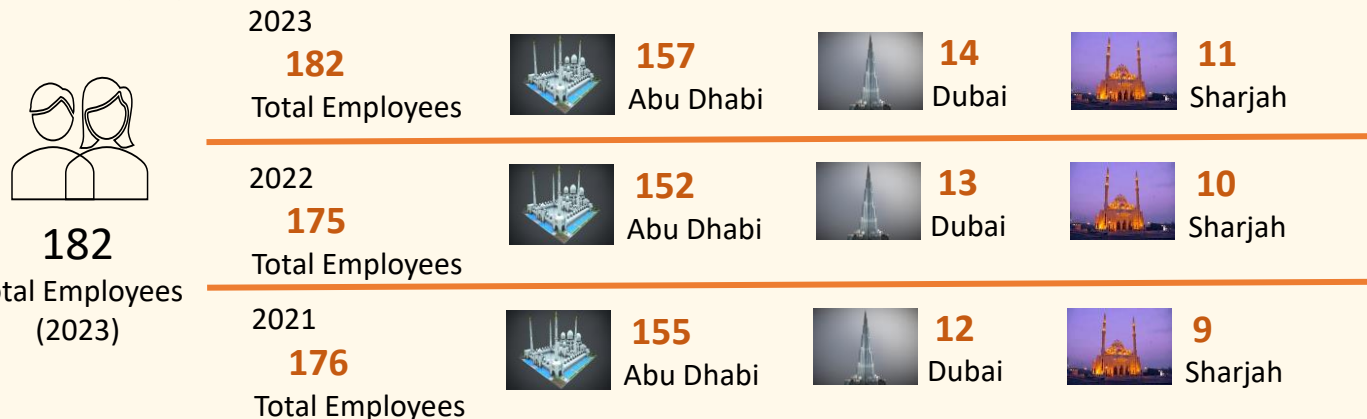 182
otal Employees
(2023)
2023
182
Total Employees
157
Abu Dhabi
14
Dubai
11
Sharjah
2022
175
Total Employees
152
Abu Dhabi
13
Dubai
10
Sharjah
2021
176
Total Employees
155
Abu Dhabi
12
Dubai
9
Sharjah